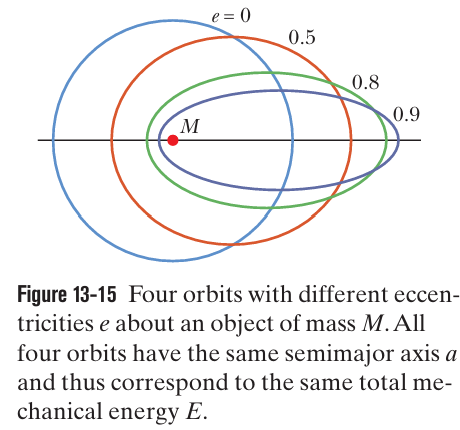 e = 0
0.5
0.8
0.9
M
Figure 13-15 Four orbits with different eccen-
tricities e about an object of mass M. All
four orbits have the same semimajor axis a
and thus correspond to the same total me-
chanical energy E.